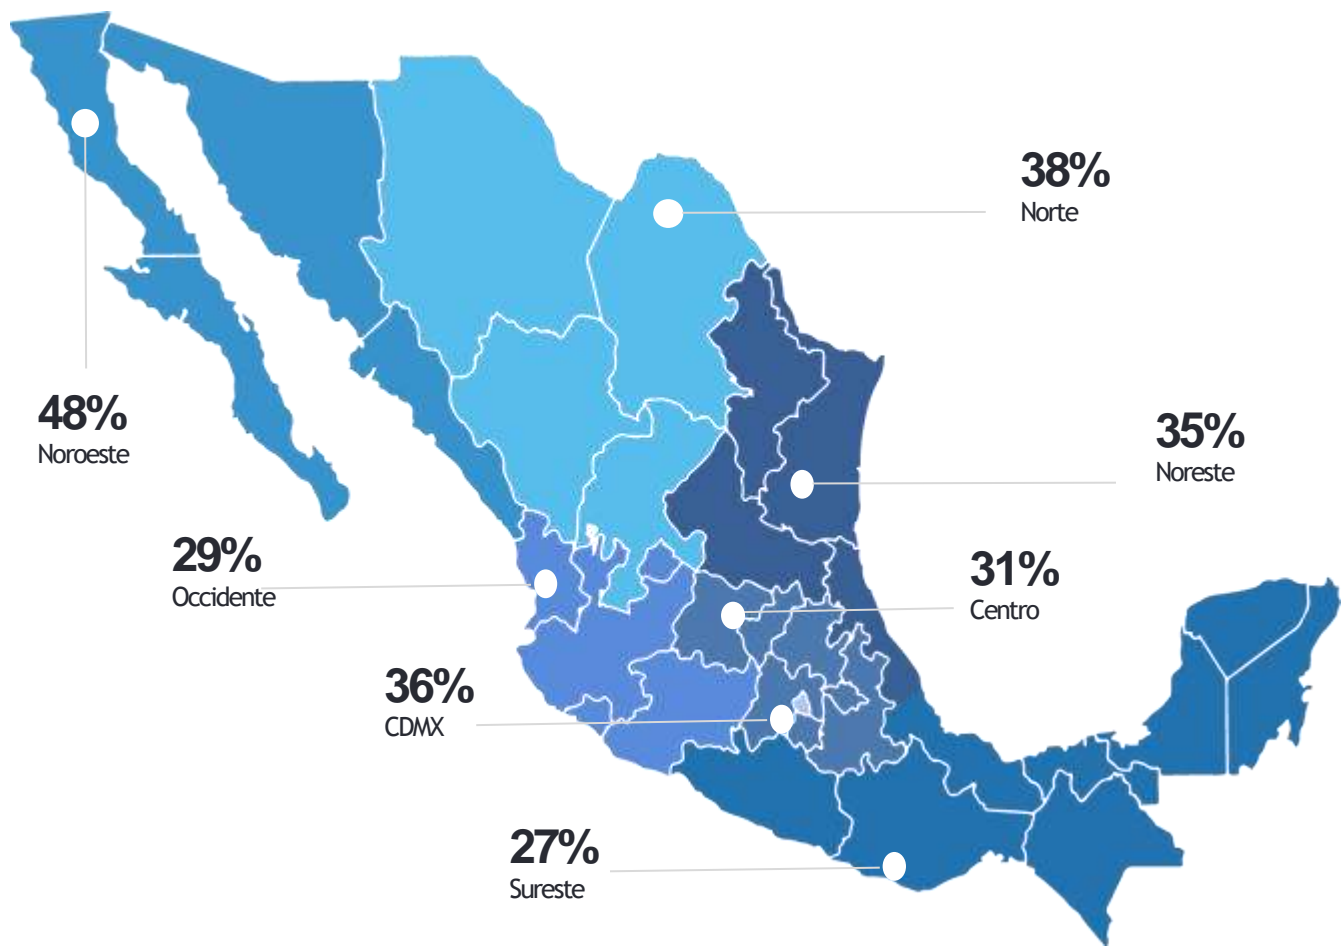 38%
Norte
48%
Noroeste
35%
Noreste
29%
Occidente
31%
Centro
36%
CDMX
27%
Sureste